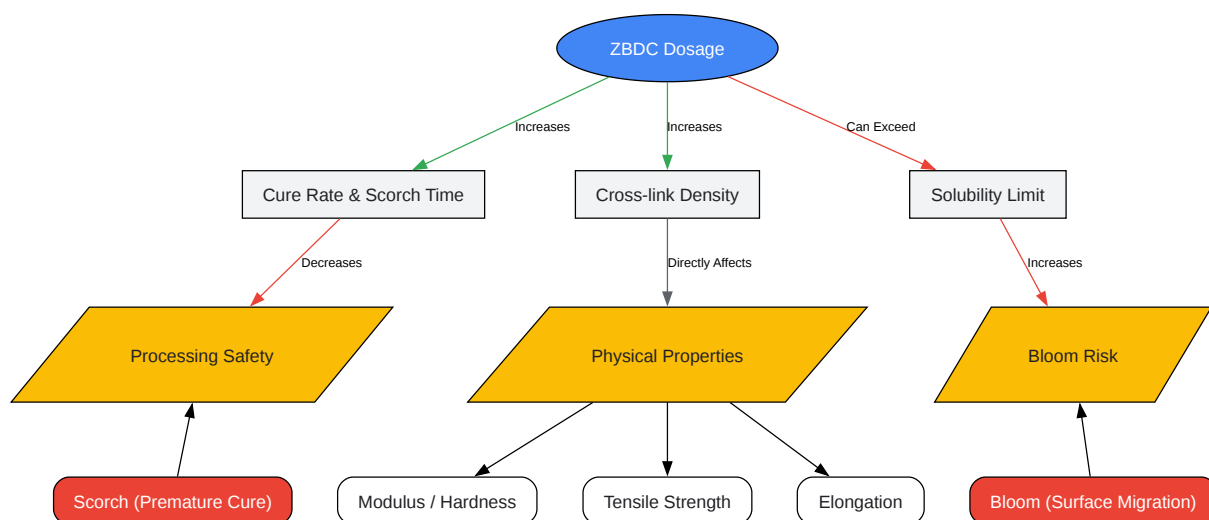 ZBDC Dosage
Increases
Increases
Can Exceed
Cure Rate & Scorch Time
Cross-link Density
Solubility Limit
Decreases
Directly Affects
Increases
Processing Safety
Physical Properties
Bloom Risk
Scorch (Premature Cure)
Modulus / Hardness
Tensile Strength
Elongation
Bloom (Surface Migration)